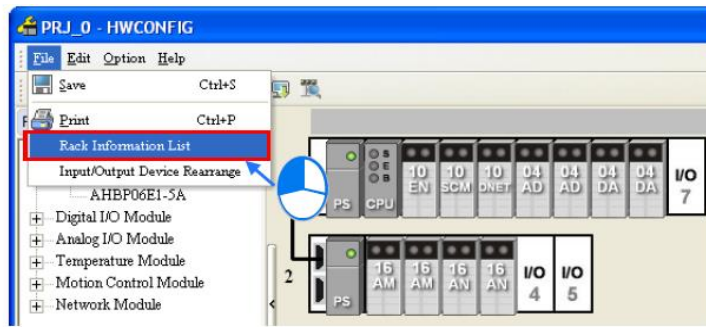 PRJ_0 - HWCONFIG
File Edit Option Help
Save Ctrl+S
Print Ctrl+P
Rack Information List
Input/Output Device Rearrange
AHBP06E1-5A
Digital I/O Module
Analog I/O Module
Temperature Module
Motion Control Module
Network Module
PS CPU 10 EN 10 SCM 10 DNET 04 AD 04 AD 04 DA 04 DA I/O 7
S
E
B
2 PS 16 AM 16 AM 16 AN 16 AN I/O 4 I/O 5